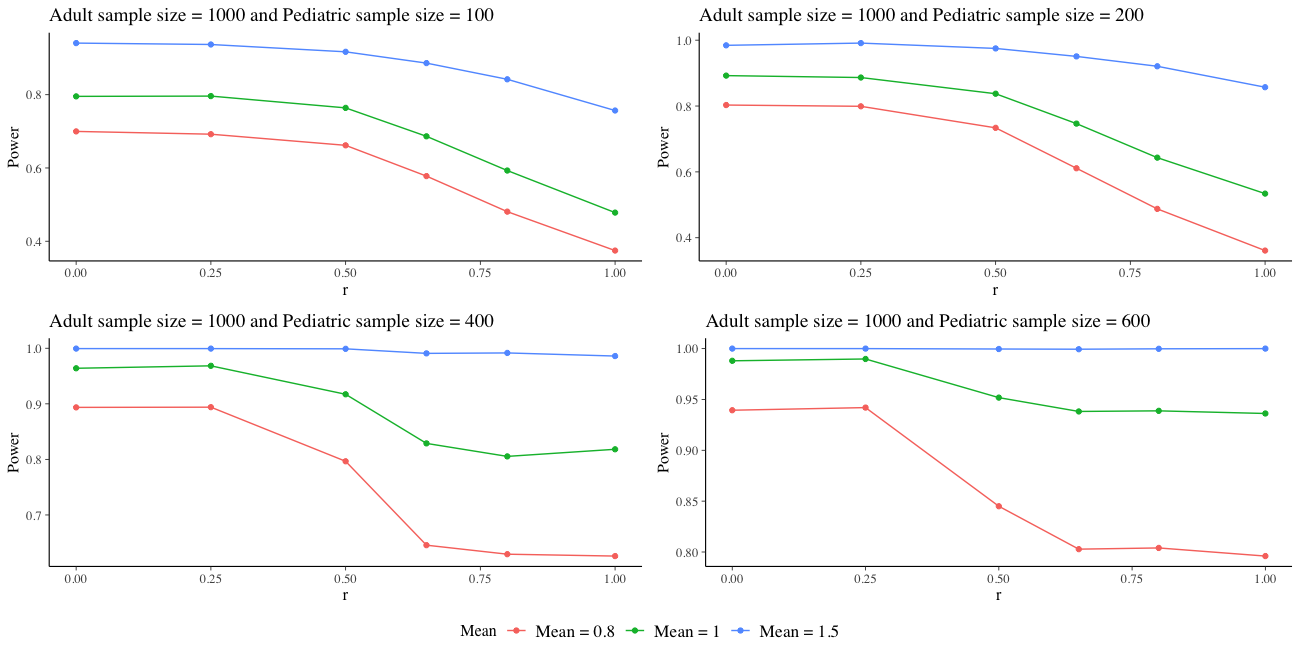 Adult sample size = 1000 and Pediatric sample size = 100
Power
0.8
0.6
0.4
0.00 0.25 0.50 0.75 1.00
r
Adult sample size = 1000 and Pediatric sample size = 200
Power
1.0
0.8
0.6
0.4
0.00 0.25 0.50 0.75 1.00
r
Adult sample size = 1000 and Pediatric sample size = 400
Power
1.0
0.9
0.8
0.7
0.00 0.25 0.50 0.75 1.00
r
Adult sample size = 1000 and Pediatric sample size = 600
Power
1.00
0.95
0.90
0.85
0.80
0.00 0.25 0.50 0.75 1.00
r
Mean Mean = 0.8 Mean = 1 Mean = 1.5